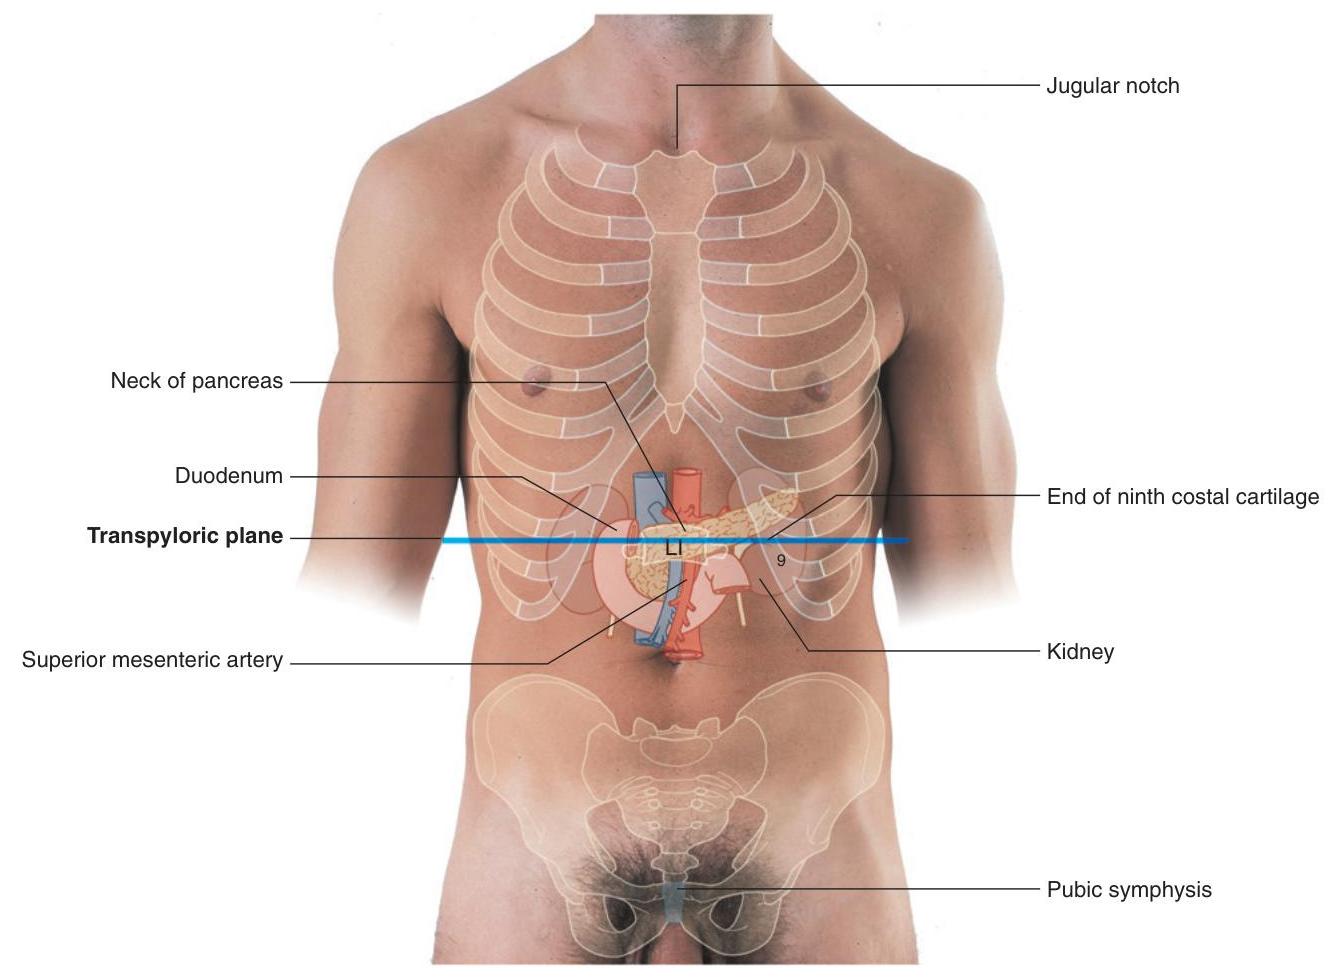 Jugular notch
Neck of pancreas
Duodenum
End of ninth costal cartilage
Transpyloric plane
LI
9
Superior mesenteric artery
Kidney
Pubic symphysis